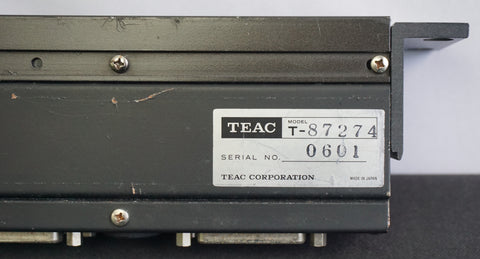 TEAC MODEL T-87274
SERIAL NO. 0601
TEAC CORPORATION MADE IN JAPAN